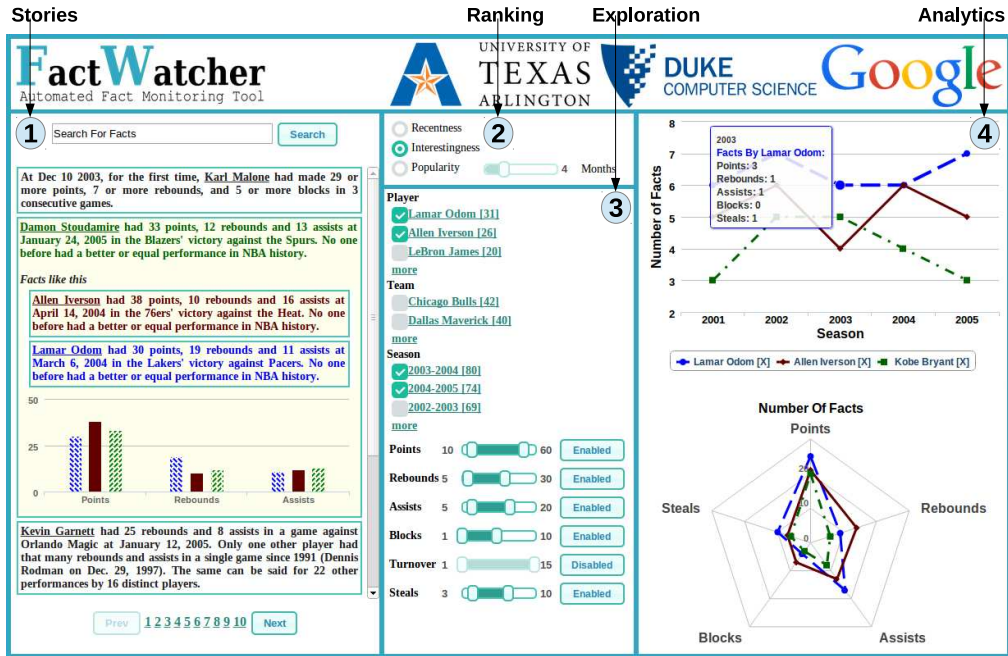 Stories
Ranking
Exploration
Analytics
FactWatcher
Automated Fact Monitoring Tool
UNIVERSITY OF
TEXAS
ARLINGTON
DUKE
COMPUTER SCIENCE
Google
1
Search For Facts
Search
At Dec 10 2003, for the first time, Karl Malone had made 29 or
more points, 7 or more rebounds, and 5 or more blocks in 3
consecutive games.
Damon Stoudamire had 33 points, 12 rebounds and 13 assists at
January 24, 2005 in the Blazers' victory against the Spurs. No one
before had a better or equal performance in NBA history.
Facts like this
Allen Iverson had 38 points, 10 rebounds and 16 assists at
April 14, 2004 in the 76ers' victory against the Heat. No one
before had a better or equal performance in NBA history.
Lamar Odom had 30 points, 19 rebounds and 11 assists at
March 6, 2004 in the Lakers' victory against Pacers. No one
before had a better or equal performance in NBA history.
50
25
0
Points
Rebounds
Assists
Kevin Garnett had 25 rebounds and 8 assists in a game against
Orlando Magic at January 12, 2005. Only one other player had
that many rebounds and assists in a single game since 1991 (Dennis
Rodman on Dec. 29, 1997). The same can be said for 22 other
performances by 16 distinct players.
Prev 1 2 3 4 5 6 7 8 9 10 Next
2
Recentness
Interestingness
Popularity 4 Months
3
Player
Lamar Odom [31]
Allen Iverson [26]
LeBron James [20]
more
Team
Chicago Bulls [42]
Dallas Maverick [40]
more
Season
2003-2004 [80]
2004-2005 [74]
2002-2003 [69]
more
Points 10 60 Enabled
Rebounds 5 30 Enabled
Assists 5 20 Enabled
Blocks 1 10 Enabled
Turnover 1 15 Disabled
Steals 3 10 Enabled
4
Number of Facts
8
7
6
5
4
3
2
2003
Facts By Lamar Odom:
Points: 3
Rebounds: 1
Assists: 1
Blocks: 0
Steals: 1
2001 2002 2003 2004 2005
Season
Lamar Odom [X] Allen Iverson [X] Kobe Bryant [X]
Number Of Facts
Points
Rebounds
Assists
Blocks
Steals
20
10
0